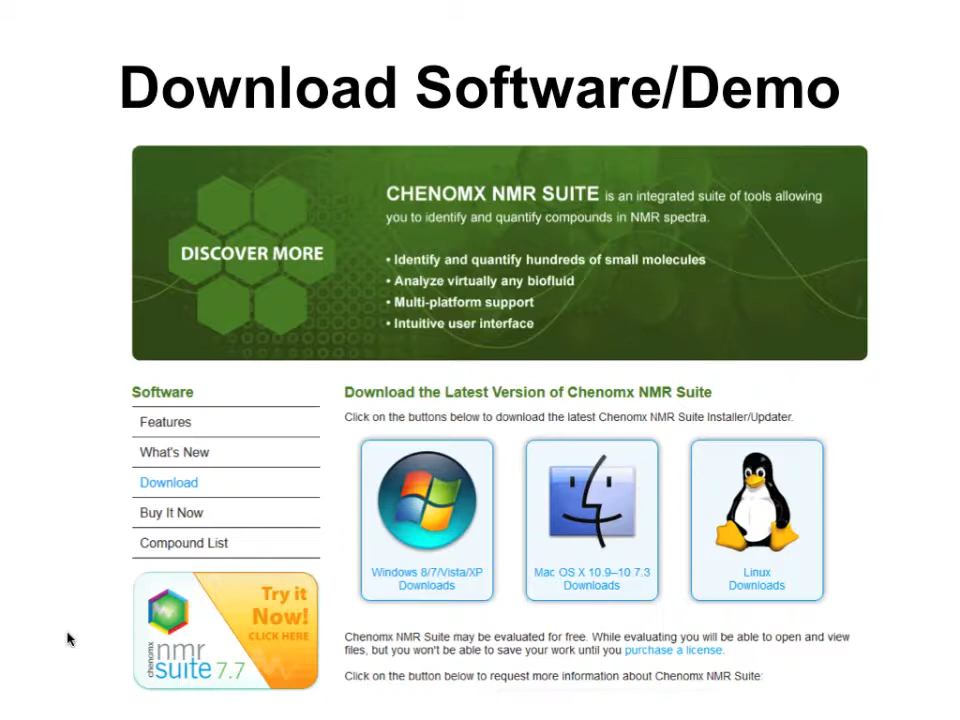 Download Software/Demo
CHENOMX NMR SUITE is an integrated suite of tools allowing
you to identify and quantify compounds in NMR spectra.
DISCOVER MORE
• Identify and quantify hundreds of small molecules
• Analyze virtually any biofluid
• Multi-platform support
• Intuitive user interface
Software
Features
What's New
Download
Buy It Now
Compound List
Try it
Now!
CLICK HERE
chenomx
nmr
suite 7.7
Download the Latest Version of Chenomx NMR Suite
Click on the buttons below to download the latest Chenomx NMR Suite Installer/Updater.
Windows 8/7/Vista/XP
Downloads
Mac OS X 10.9–10 7.3
Downloads
Linux
Downloads
Chenomx NMR Suite may be evaluated for free. While evaluating you will be able to open and view
files, but you won't be able to save your work until you purchase a license.
Click on the button below to request more information about Chenomx NMR Suite: